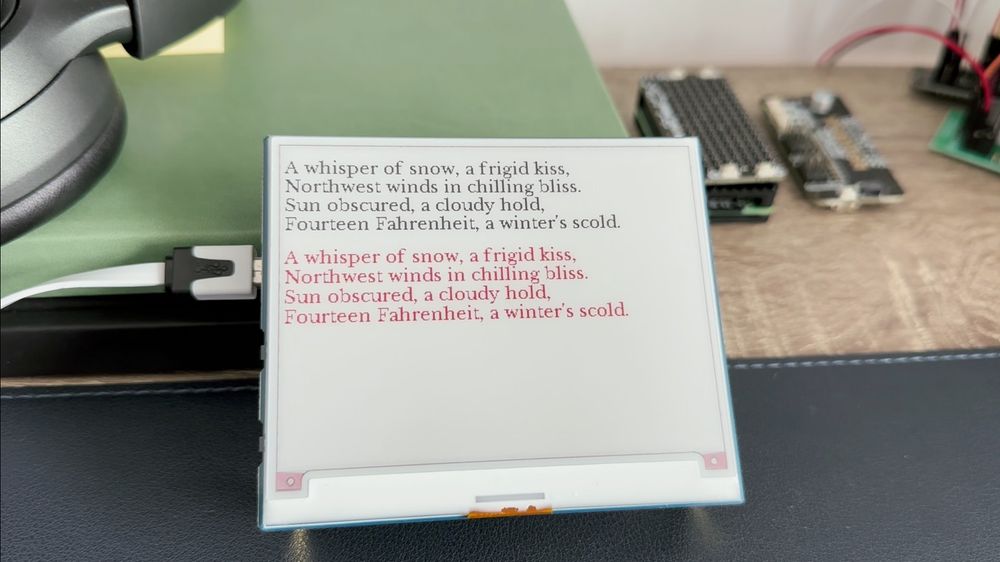 A whisper of snow, a frigid kiss,
Northwest winds in chilling bliss.
Sun obscured, a cloudy hold,
Fourteen Fahrenheit, a winter's scold.
A whisper of snow, a frigid kiss,
Northwest winds in chilling bliss.
Sun obscured, a cloudy hold,
Fourteen Fahrenheit, a winter's scold.